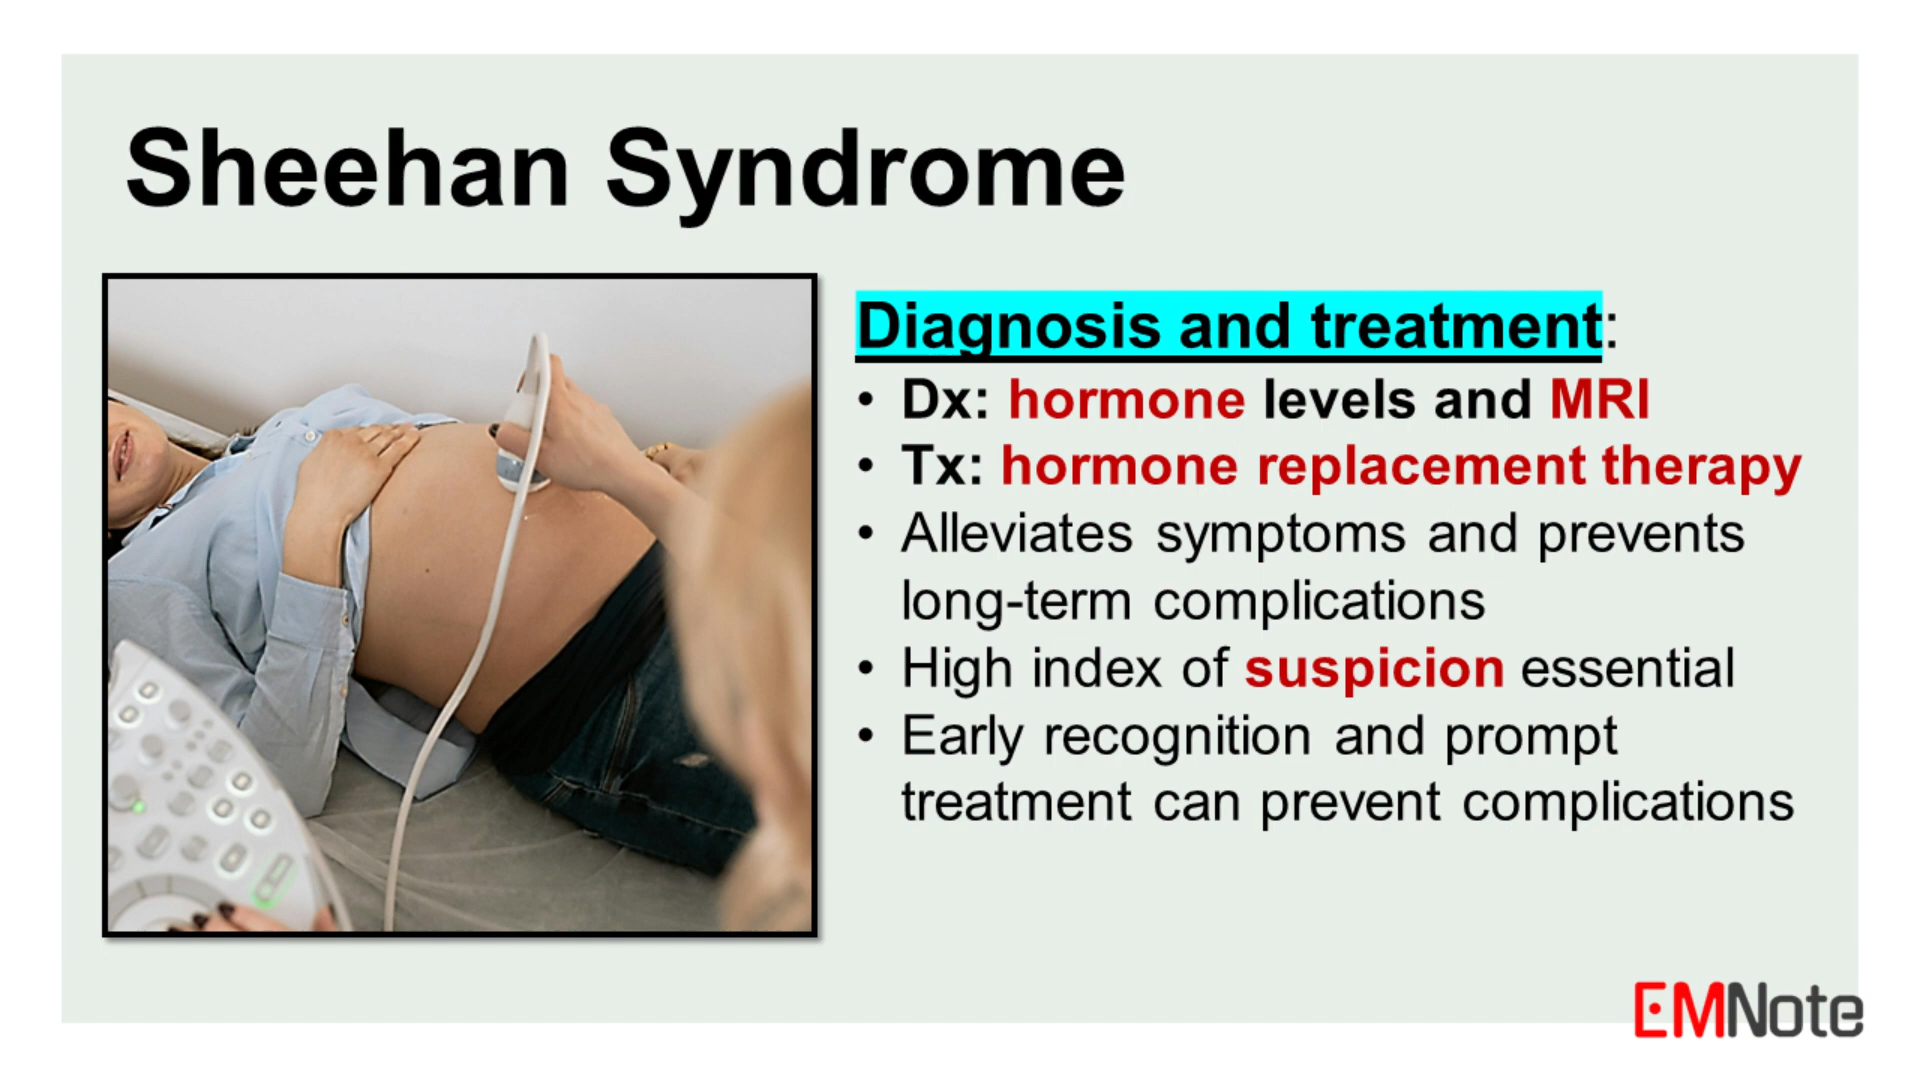 Sheehan Syndrome
Diagnosis and treatment:
• Dx: hormone levels and MRI
• Tx: hormone replacement therapy
• Alleviates symptoms and prevents
long-term complications
• High index of suspicion essential
• Early recognition and prompt
treatment can prevent complications
EMNote